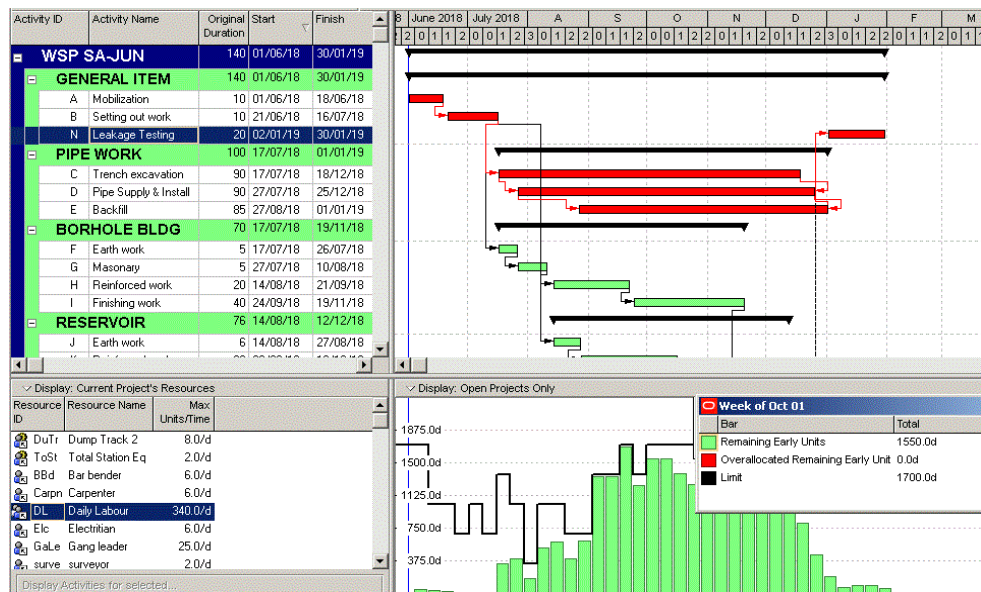 Activity ID Activity Name Original Duration Start Finish
8 June 2018 July 2018 A S O N D J F M
WSP SA-JUN 140 01/06/18 30/01/19
GENERAL ITEM 140 01/06/18 30/01/19
A Mobilization 10 01/06/18 18/06/18
B Setting out work 10 21/06/18 16/07/18
N Leakage Testing 20 02/01/19 30/01/19
PIPE WORK 100 17/07/18 01/01/19
C Trench excavation 90 17/07/18 18/12/18
D Pipe Supply & Install 90 27/07/18 25/12/18
E Backfill 85 27/08/18 01/01/19
BORHOLE BLDG 70 17/07/18 19/11/18
F Earth work 5 17/07/18 26/07/18
G Masonary 5 27/07/18 10/08/18
H Reinforced work 20 14/08/18 21/09/18
I Finishing work 40 24/09/18 19/11/18
RESERVOIR 76 14/08/18 12/12/18
J Earth work 6 14/08/18 27/08/18
Display: Current Project's Resources
Resource ID Resource Name Max Units/Time
DuTr Dump Track 2 8.0/d
ToSt Total Station Eq 2.0/d
BBd Bar bender 6.0/d
Carpn Carpenter 6.0/d
DL Daily Labour 340.0/d
Elc Electritian 6.0/d
GaLe Gang leader 25.0/d
surve surveyor 2.0/d
Display Activities for selected...
Display: Open Projects Only
1875.0d
1500.0d
1125.0d
750.0d
375.0d
Week of Oct 01
Bar Total
Remaining Early Units 1550.0d
Overallocated Remaining Early Unit 0.0d
Limit 1700.0d